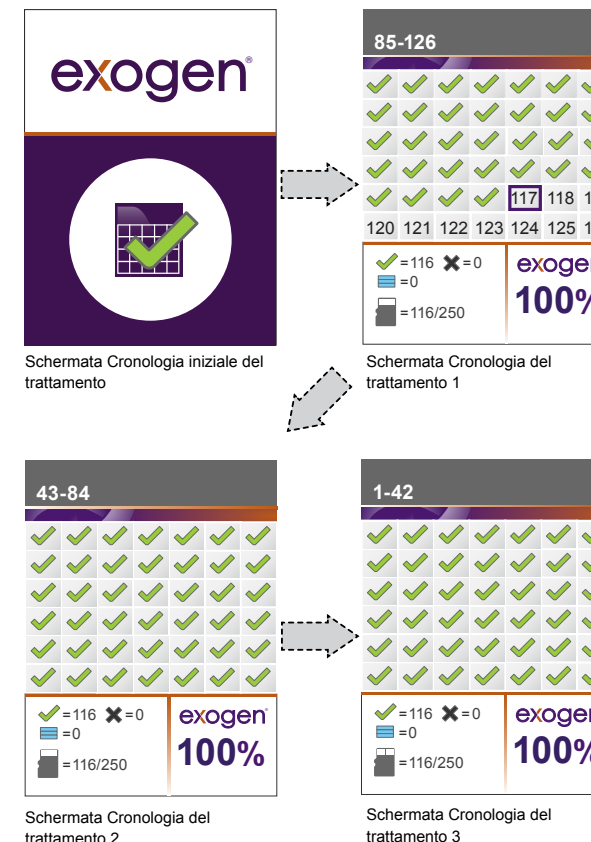 exogen®
Schermata Cronologia iniziale del
trattamento
85-126
117 118
120 121 122 123 124 125
=116 =0
=0
=116/250
exogen
100%
Schermata Cronologia del
trattamento 1
43-84
=116 =0
=0
=116/250
exogen
100%
Schermata Cronologia del
trattamento 2
1-42
=116 =0
=0
=116/250
exogen
100%
Schermata Cronologia del
trattamento 3